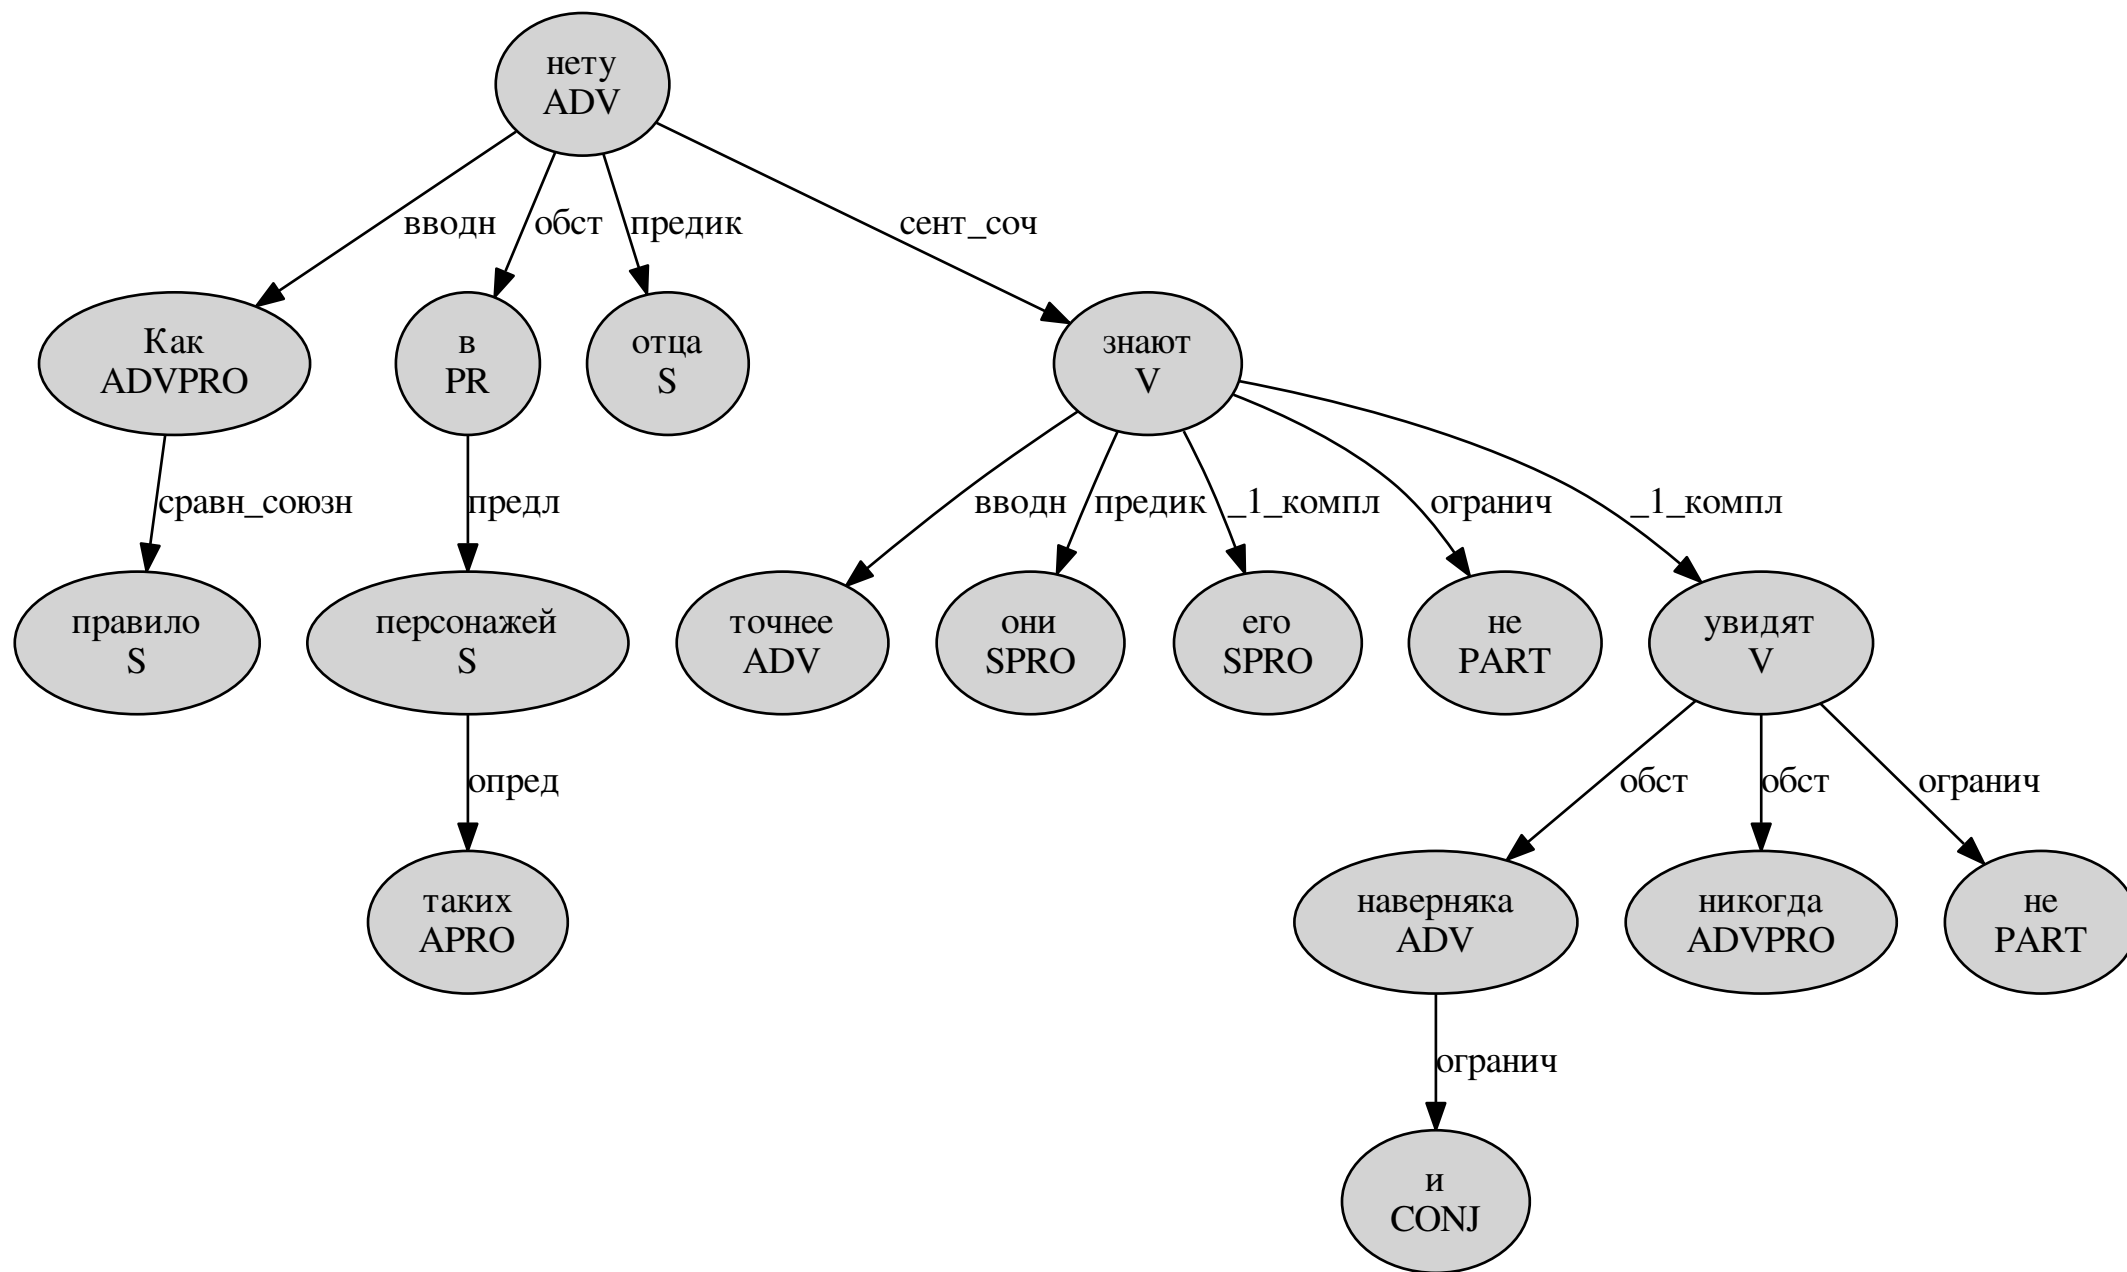 нету
ADV
вводн
обст
предик
сент_соч
Как
ADVPRO
в
PR
отца
S
знают
V
сравн_союзн
предл
вводн
предик
_1_компл
огранич
_1_компл
правило
S
персонажей
S
точнее
ADV
они
SPRO
его
SPRO
не
PART
увидят
V
опред
обст
обст
огранич
таких
APRO
наверняка
ADV
никогда
ADVPRO
не
PART
огранич
и
CONJ